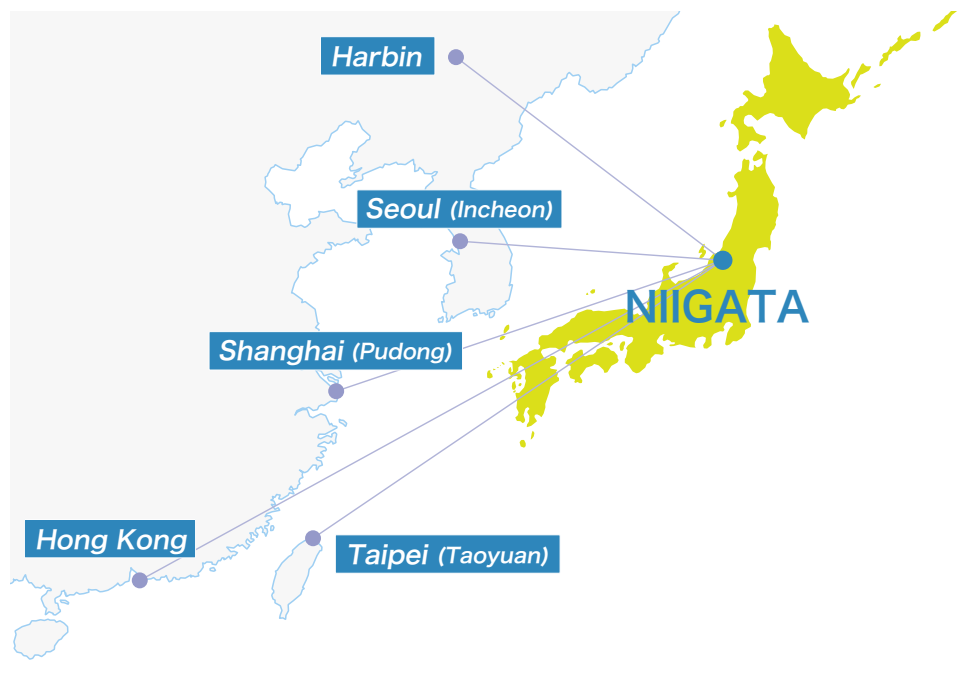 Harbin
Seoul (Incheon)
NIIGATA
Shanghai (Pudong)
Hong Kong
Taipei (Taoyuan)